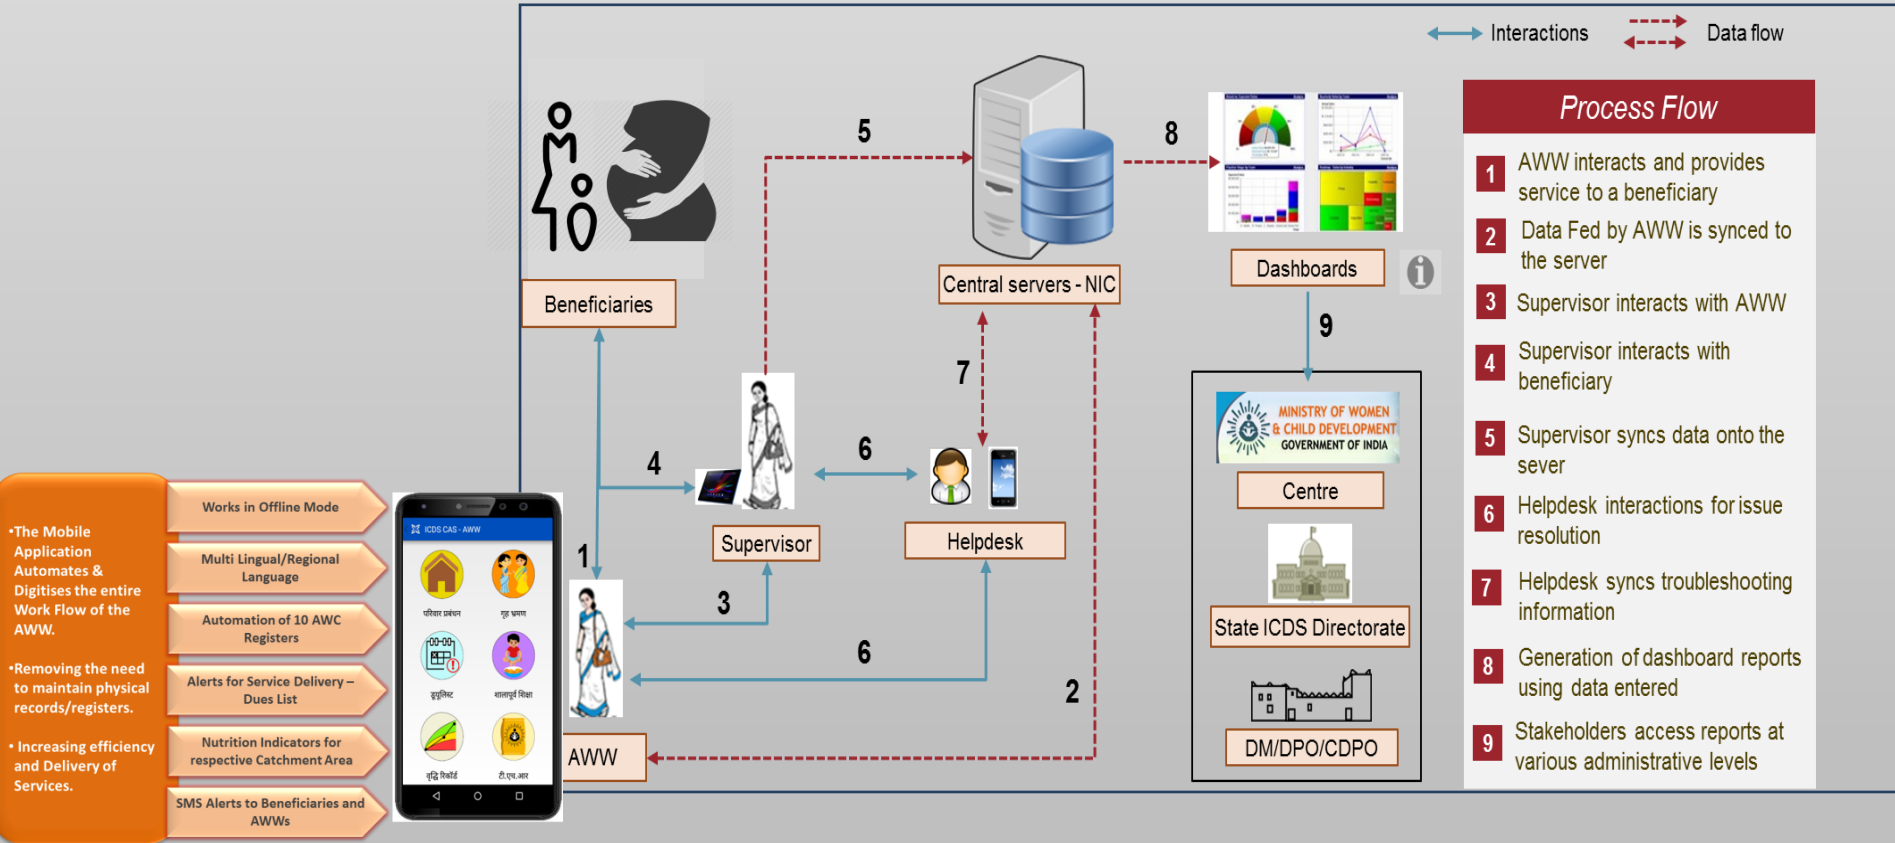 Interactions
Data flow
Process Flow
1
AWW interacts and provides
service to a beneficiary
2
Data Fed by AWW is synced to
the server
3
Supervisor interacts with AWW
4
Supervisor interacts with
beneficiary
5
Supervisor syncs data onto the
sever
6
Helpdesk interactions for issue
resolution
7
Helpdesk syncs troubleshooting
information
8
Generation of dashboard reports
using data entered
9
Stakeholders access reports at
various administrative levels
5
8
Central servers - NIC
Dashboards
i
Beneficiaries
9
7
MINISTRY OF WOMEN
& CHILD DEVELOPMENT
GOVERNMENT OF INDIA
Centre
4
6
Supervisor
Helpdesk
1
3
State ICDS Directorate
6
2
AWW
DM/DPO/CDPO
•The Mobile
Application
Automates &
Digitises the entire
Work Flow of the
AWW.
•Removing the need
to maintain physical
records/registers.
• Increasing efficiency
and Delivery of
Services.
Works in Offline Mode
Multi Lingual/Regional
Language
Automation of 10 AWC
Registers
Alerts for Service Delivery –
Dues List
Nutrition Indicators for
respective Catchment Area
SMS Alerts to Beneficiaries and
AWWs
ICDS CAS - AWW
परिवार प्रबंधन
गृह भ्रमण
ड्यूलिस्ट
शालापूर्व शिक्षा
वृद्धि रिकॉर्ड
टी.एच.आर